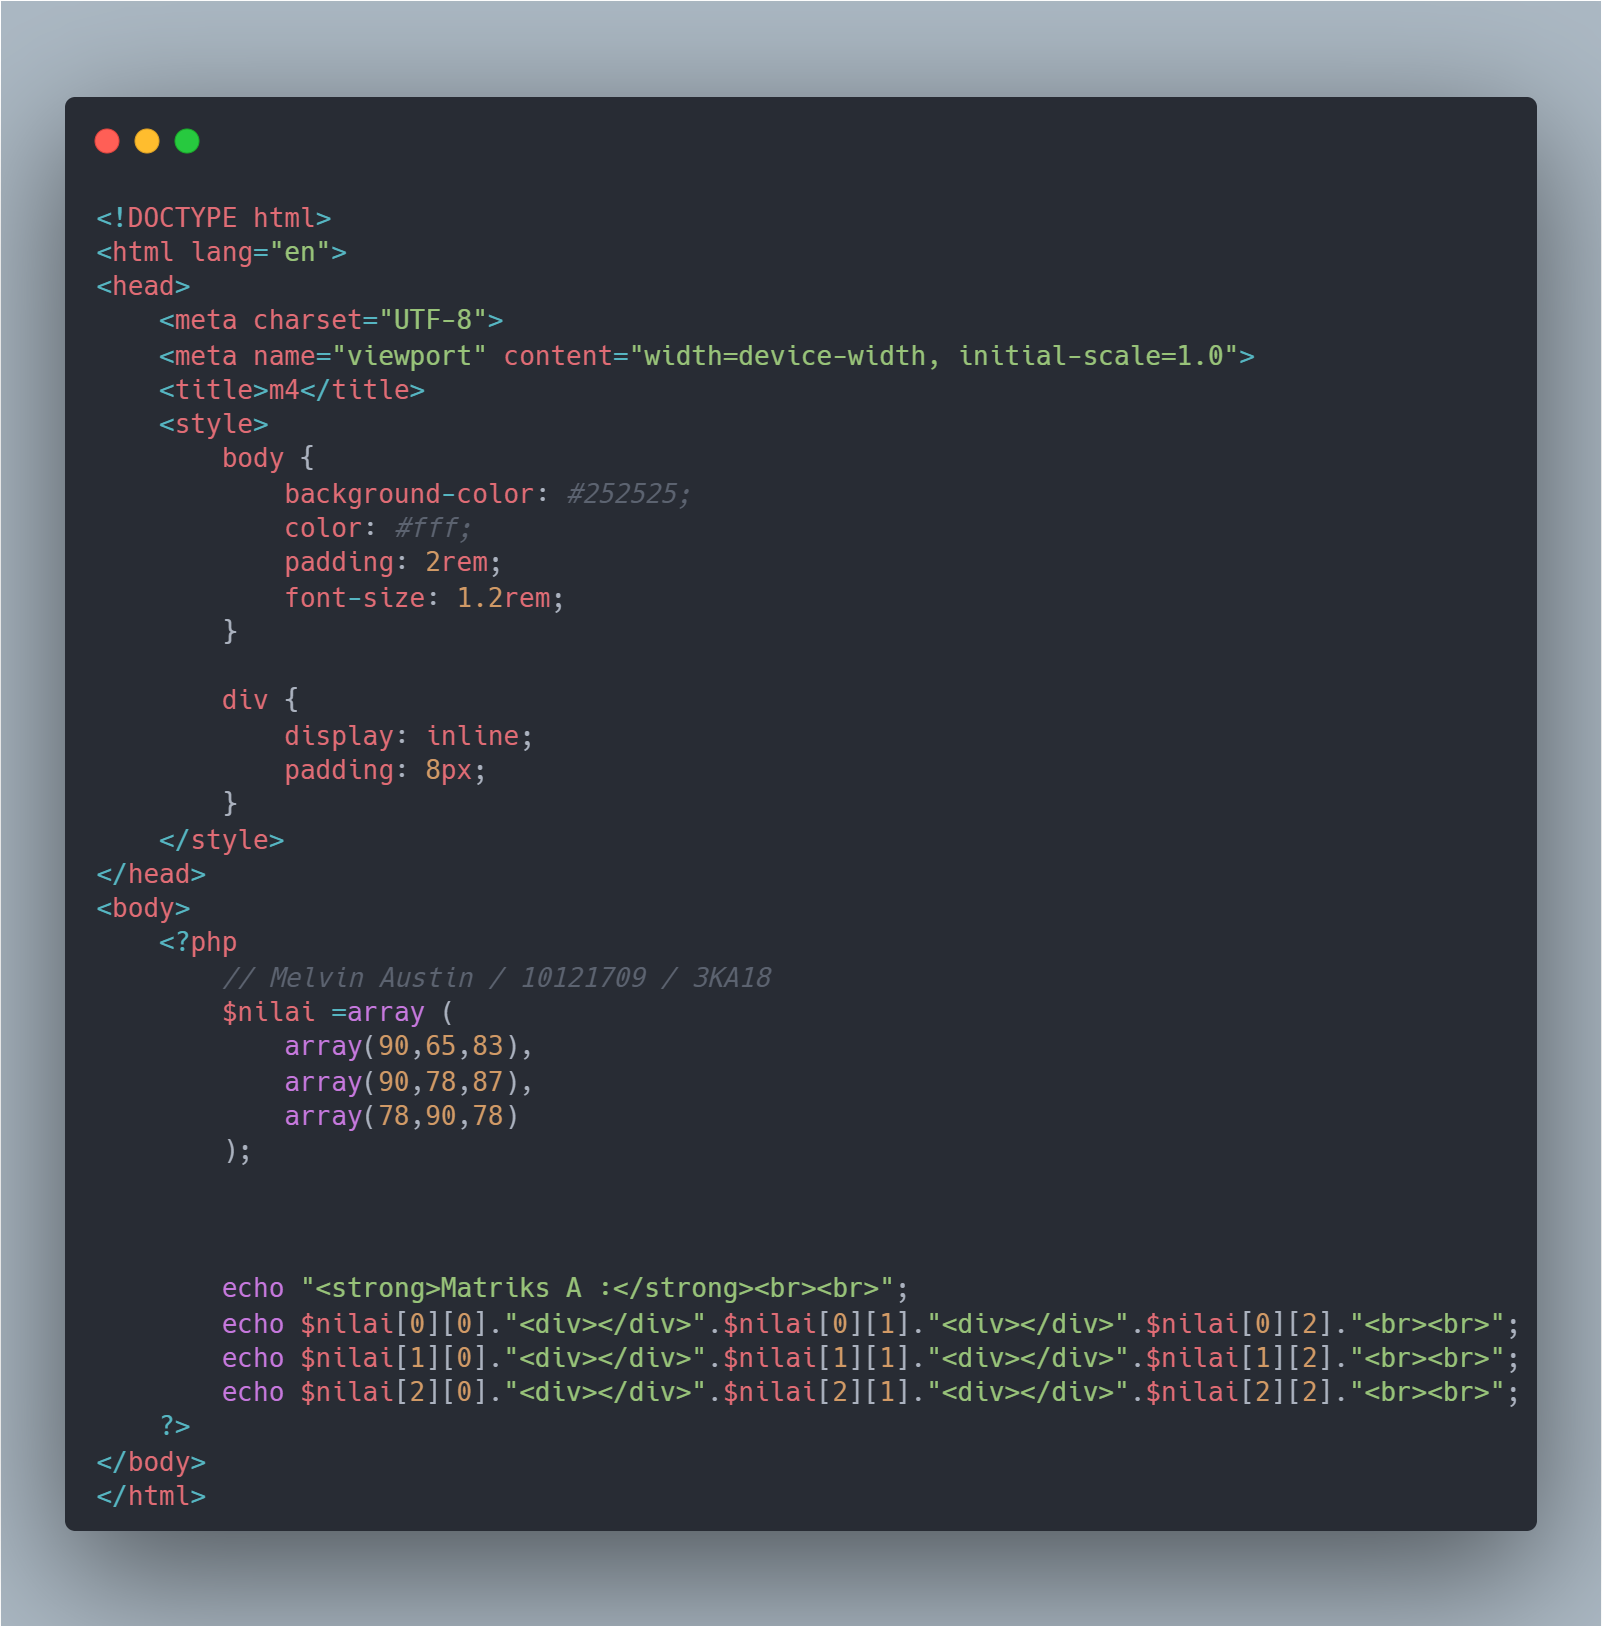 <!DOCTYPE html>
<html lang="en">
<head>
    <meta charset="UTF-8">
    <meta name="viewport" content="width=device-width, initial-scale=1.0">
    <title>m4</title>
    <style>
        body {
            background-color: #252525;
            color: #fff;
            padding: 2rem;
            font-size: 1.2rem;
        }

        div {
            display: inline;
            padding: 8px;
        }
    </style>
</head>
<body>
    <?php
        // Melvin Austin / 10121709 / 3KA18
        $nilai =array (
            array(90,65,83),
            array(90,78,87),
            array(78,90,78)
        );



        echo "<strong>Matriks A :</strong><br><br>";
        echo $nilai[0][0]."<div></div>".$nilai[0][1]."<div></div>".$nilai[0][2]."<br><br>";
        echo $nilai[1][0]."<div></div>".$nilai[1][1]."<div></div>".$nilai[1][2]."<br><br>";
        echo $nilai[2][0]."<div></div>".$nilai[2][1]."<div></div>".$nilai[2][2]."<br><br>";
    ?>
</body>
</html>